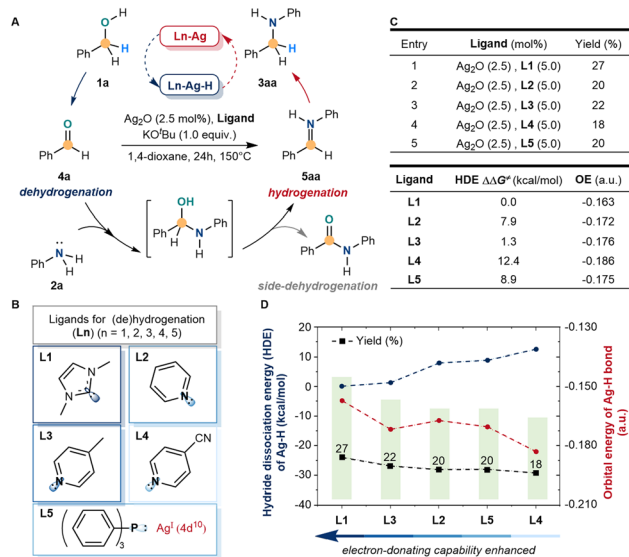 A
O
H
Ph
H
H
1a
Ln-Ag
Ln-Ag-H
H
N
Ph
Ph
H
H
3aa
O
Ph
H
4a
dehydrogenation
Ag₂O (2.5 mol%), Ligand
KOᵗBu (1.0 equiv.)
1,4-dioxane, 24h, 150°C
H
N
Ph
Ph
H
5aa
hydrogenation
Ph
N
H
H
2a
OH
Ph
H
N
H
Ph
O
Ph
N
H
Ph
side-dehydrogenation
B
Ligands for (de)hydrogenation
(Ln) (n = 1, 2, 3, 4, 5)
L1
N
N
L2
N
L3
N
L4
CN
N
L5
( )₃ P Agᴵ (4d¹⁰)
C
Entry Ligand (mol%) Yield (%)
1 Ag₂O (2.5) , L1 (5.0) 27
2 Ag₂O (2.5) , L2 (5.0) 20
3 Ag₂O (2.5) , L3 (5.0) 22
4 Ag₂O (2.5) , L4 (5.0) 18
5 Ag₂O (2.5) , L5 (5.0) 20
Ligand HDE ΔΔG≠ (kcal/mol) OE (a.u.)
L1 0.0 -0.163
L2 7.9 -0.172
L3 1.3 -0.176
L4 12.4 -0.186
L5 8.9 -0.175
D
Hydride dissociation energy (HDE)
of Ag-H (kcal/mol)
20
10
0
-10
-20
-30
-40
Yield (%)
27
22
20
20
18
-0.130
-0.150
-0.180
-0.210
Orbital energy of Ag-H bond
(a.u.)
L1 L3 L2 L5 L4
electron-donating capability enhanced